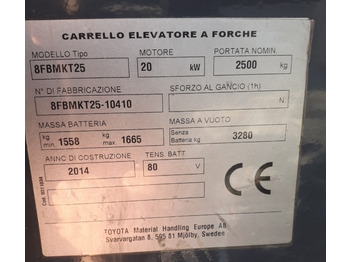 CARRELLO ELEVATORE A FORCHE
MODELLO Tipo MOTORE PORTATA NOMIN.
8FBMKT25 20 kW 2500 kg
N° DI FABBRICAZIONE SFORZO AL GANCIO (1h)
8FBMKT25-10410 N
MASSA BATTERIA MASSA A VUOTO
kg min. 1558 kg max 1665 Senza Batteria kg 3280
ANNO DI COSTRUZIONE TENS. BATT
2014 80 V
CE
TOYOTA Material Handling Europe AB
Svarvargatan 8, 595 81 Mjölby, Sweden